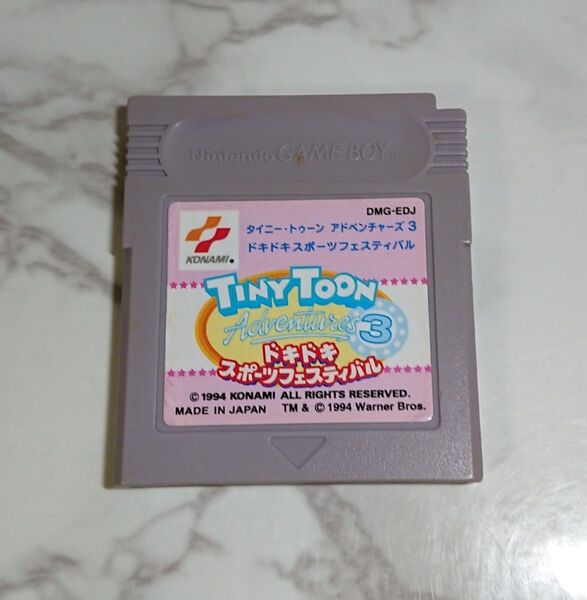 Nintendo GAME BOY TM
DMG-EDJ
タイニー・トゥーン アドベンチャーズ 3
ドキドキスポーツフェスティバル
KONAMI
TINY TOON
Adventures 3
ドキドキ
スポーツフェスティバル
©1994 KONAMI ALL RIGHTS RESERVED.
MADE IN JAPAN TM & ©1994 Warner Bros.